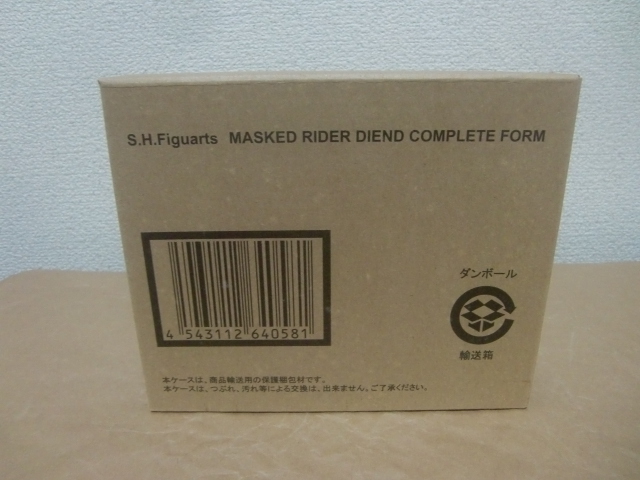 S.H.Figuarts MASKED RIDER DIEND COMPLETE FORM
ダンボール
4 543112 640581
輸送箱
本ケースは、商品輸送用の保護梱包材です。
本ケースは、つぶれ、汚れ等による交換は、出来ません。ご了承ください。